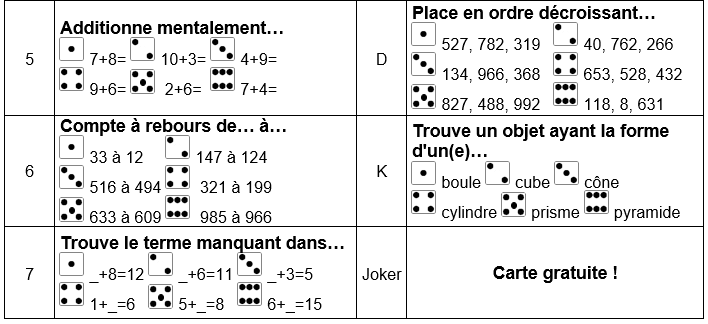 5
Additionne mentalement…
7+8= 10+3= 4+9=
9+6= 2+6= 7+4=
D
Place en ordre décroissant…
527, 782, 319 40, 762, 266
134, 966, 368 653, 528, 432
827, 488, 992 118, 8, 631
6
Compte à rebours de… à…
33 à 12 147 à 124
516 à 494 321 à 199
633 à 609 985 à 966
K
Trouve un objet ayant la forme
d'un(e)…
boule cube cône
cylindre prisme pyramide
7
Trouve le terme manquant dans…
_+8=12 _+6=11 _+3=5
1+_=6 5+_=8 6+_=15
Joker
Carte gratuite !